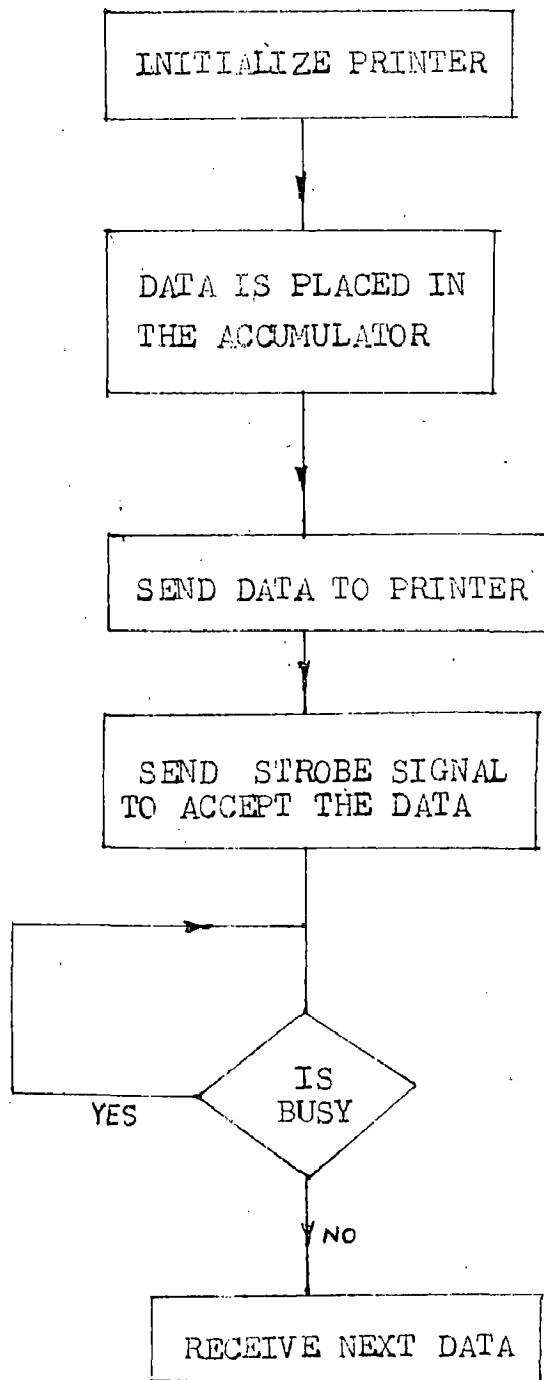 INITIALIZE PRINTER
DATA IS PLACED IN
THE ACCUMULATOR
SEND DATA TO PRINTER
SEND STROBE SIGNAL
TO ACCEPT THE DATA
IS
BUSY
YES
NO
RECEIVE NEXT DATA